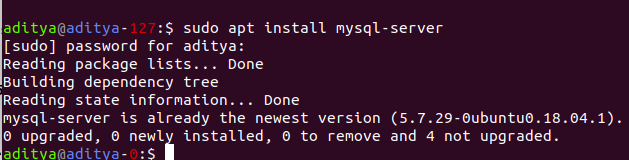 aditya@aditya-127:$ sudo apt install mysql-server
[sudo] password for aditya:
Reading package lists... Done
Building dependency tree
Reading state information... Done
mysql-server is already the newest version (5.7.29-0ubuntu0.18.04.1).
0 upgraded, 0 newly installed, 0 to remove and 4 not upgraded.
aditya@aditya-0:$